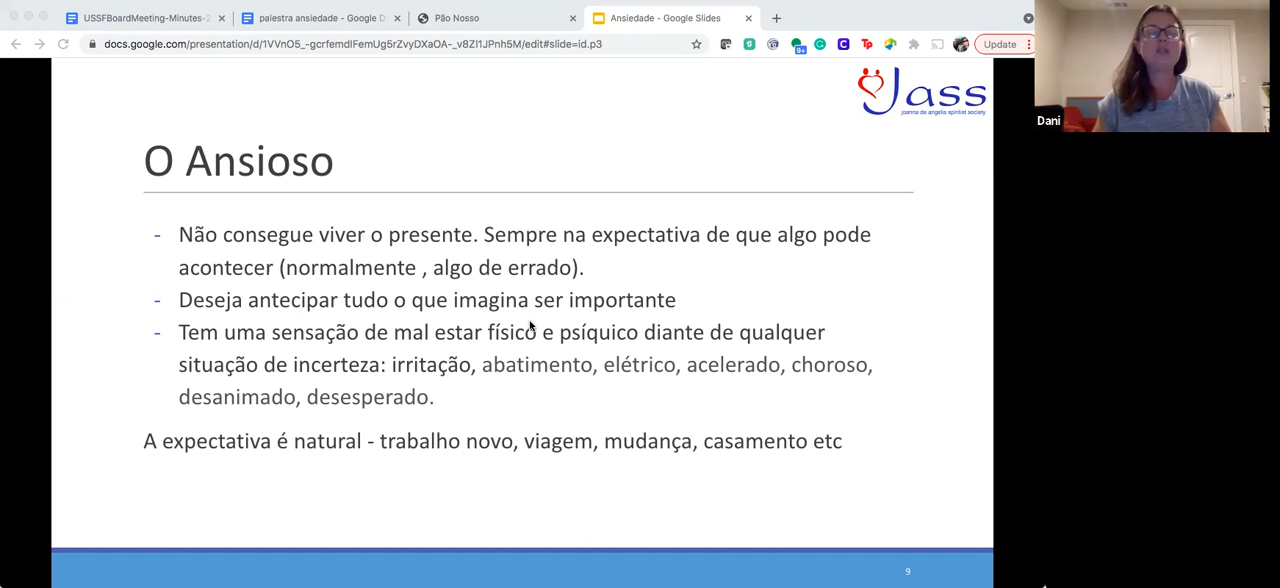 USSFBoardMeeting-Minutes-2
palestra ansiedade - Google D
Pão Nosso
Ansiedade - Google Slides
docs.google.com/presentation/d/1VVnO5_-gcrfemdIFemUg5rZvyDXaOA-_v8ZI1JPnh5M/edit#slide=id.p3
Update
Dani
Jass
joanna de angelis spiritist society
O Ansioso
- Não consegue viver o presente. Sempre na expectativa de que algo pode
acontecer (normalmente , algo de errado).
- Deseja antecipar tudo o que imagina ser importante
- Tem uma sensação de mal estar físico e psíquico diante de qualquer
situação de incerteza: irritação, abatimento, elétrico, acelerado, choroso,
desanimado, desesperado.
A expectativa é natural - trabalho novo, viagem, mudança, casamento etc
9